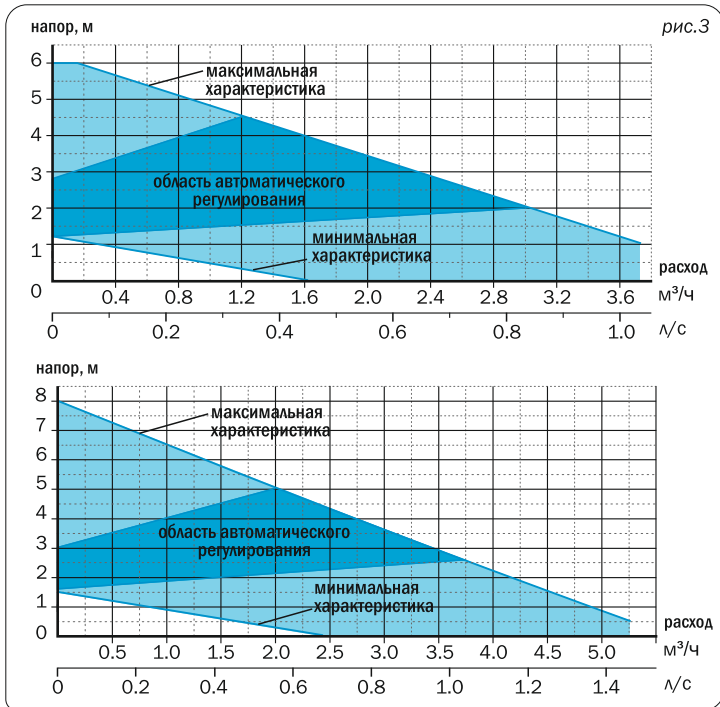 напор, м
рис.3
6
максимальная
характеристика
5
4
3
область автоматического
регулирования
2
минимальная
характеристика
1
расход
0
0.4 0.8 1.2 1.6 2.0 2.4 2.8 3.2 3.6 м³/ч
0 0.2 0.4 0.6 0.8 1.0 л/с
напор, м
8
максимальная
характеристика
7
6
5
4
область автоматического
регулирования
3
2
минимальная
характеристика
1
расход
0
0.5 1.0 1.5 2.0 2.5 3.0 3.5 4.0 4.5 5.0 м³/ч
0 0.2 0.4 0.6 0.8 1.0 1.2 1.4 л/с